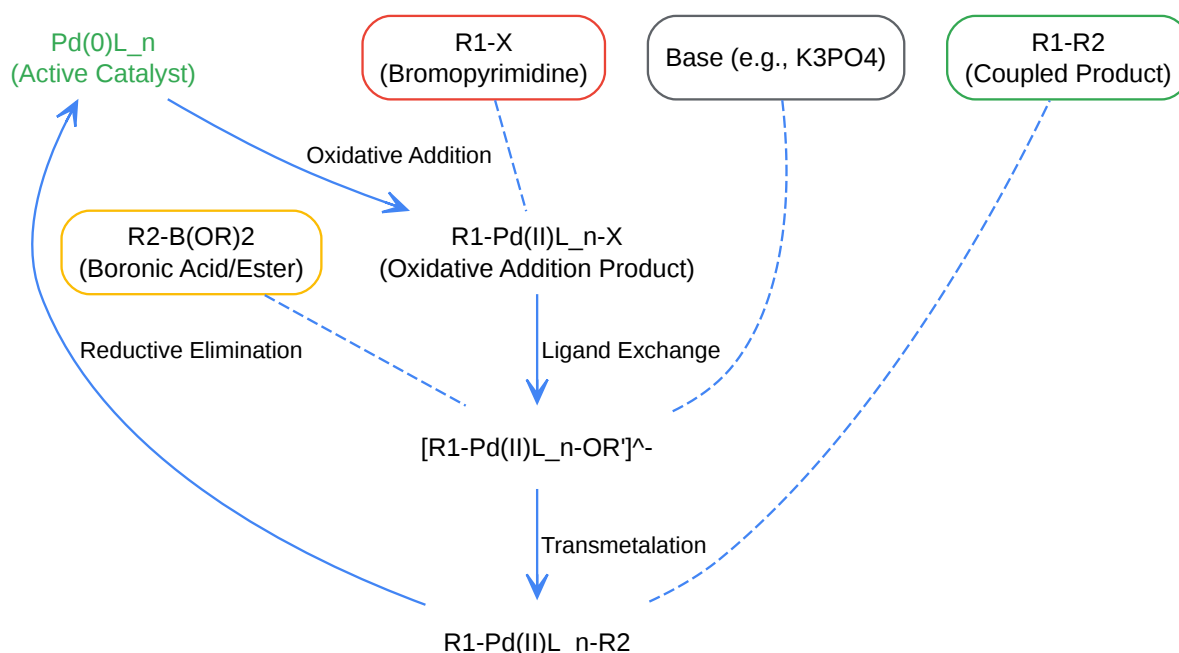 Pd(0)L_n
(Active Catalyst)
R1-X
(Bromopyrimidine)
Base (e.g., K3PO4)
R1-R2
(Coupled Product)
Oxidative Addition
R2-B(OR)2
(Boronic Acid/Ester)
R1-Pd(II)L_n-X
(Oxidative Addition Product)
Reductive Elimination
Ligand Exchange
[R1-Pd(II)L_n-OR']^-
Transmetalation
R1-Pd(II)L_n-R2